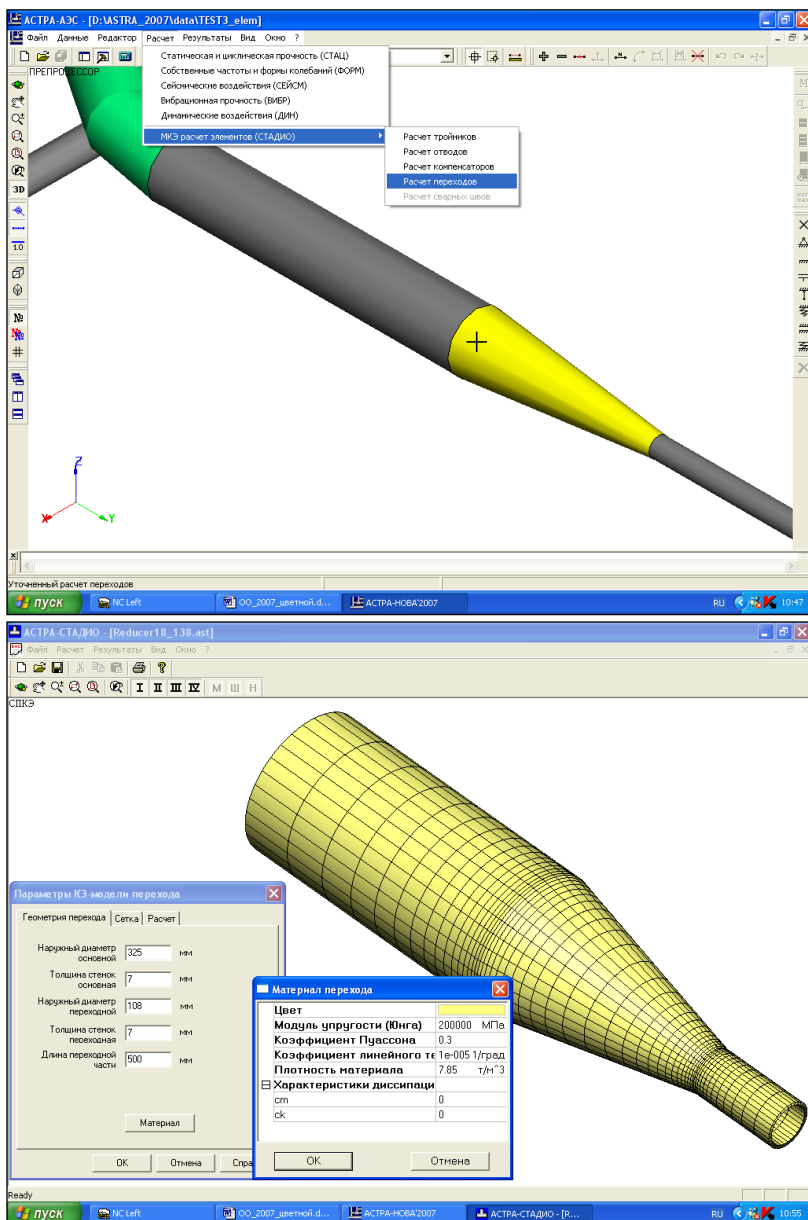 АСТРА-АЭС - [D:\ASTRA_2007\data\TEST3_elem]
Файл Данные Редактор Расчет Результаты Вид Окно ?
Статическая и циклическая прочность (СТАЦ)
Собственные частоты и формы колебаний (ФОРМ)
Сейсмические воздействия (СЕЙСМ)
Вибрационная прочность (ВИБР)
Динамические воздействия (ДИН)
МКЭ расчет элементов (СТАДИО)
Расчет тройников
Расчет отводов
Расчет компенсаторов
Расчет переходов
Расчет сварных швов
ПРЕПРОЦЕССОР
3D
1.0
№
№
Z
X
Y
Уточненный расчет переходов
пуск
NC Left
ОО_2007_цветной.d...
АСТРА-НОВА'2007
RU
10:47
АСТРА-СТАДИО - [Reducer18_138.ast]
Файл Расчет Результаты Вид Окно ?
I II III IV М Ш Н
СПКЭ
Параметры КЭ-модели перехода
Геометрия перехода Сетка Расчет
Наружный диаметр основной 325 мм
Толщина стенок основная 7 мм
Наружный диаметр переходной 108 мм
Толщина стенок переходная 7 мм
Длина переходной части 500 мм
Материал
OK Отмена Спра
Материал перехода
Цвет
Модуль упругости (Юнга) 200000 МПа
Коэффициент Пуассона 0.3
Коэффициент линейного те 1e-005 1/град
Плотность материала 7.85 т/м^3
Характеристики диссипаци
cm 0
ck 0
OK Отмена
Ready
пуск
NC Left
ОО_2007_цветной.d...
АСТРА-НОВА'2007
АСТРА-СТАДИО - [R...
RU
10:55